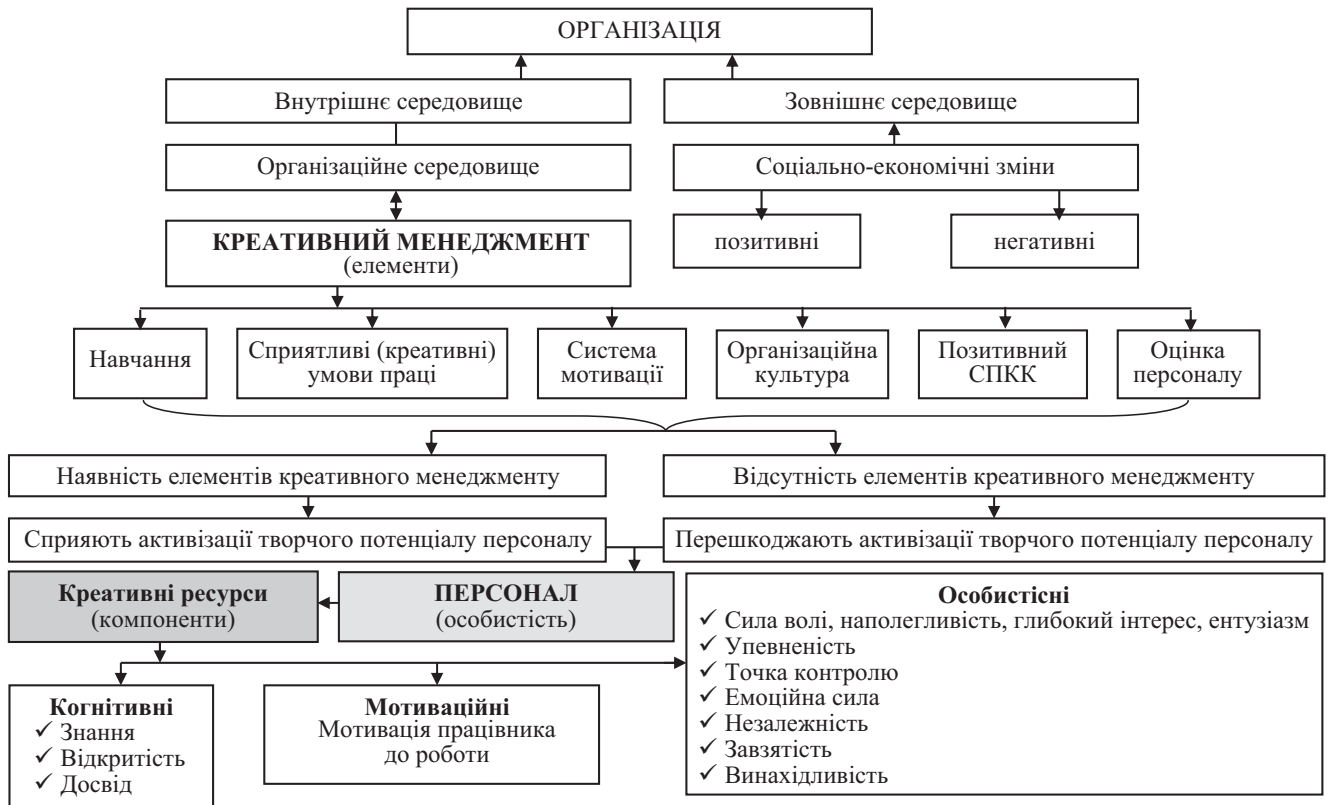 ОРГАНІЗАЦІЯ
Внутрішнє середовище
Зовнішнє середовище
Організаційне середовище
Соціально-економічні зміни
КРЕАТИВНИЙ МЕНЕДЖМЕНТ
(елементи)
позитивні
негативні
Навчання
Сприятливі (креативні)
умови праці
Система
мотивації
Організаційна
культура
Позитивний
СПКК
Оцінка
персоналу
Наявність елементів креативного менеджменту
Відсутність елементів креативного менеджменту
Сприяють активізації творчого потенціалу персоналу
Перешкоджають активізації творчого потенціалу персоналу
Креативні ресурси
(компоненти)
ПЕРСОНАЛ
(особистість)
Особистісні
✓ Сила волі, наполегливість, глибокий інтерес, ентузіазм
✓ Упевненість
✓ Точка контролю
✓ Емоційна сила
✓ Незалежність
✓ Завзятість
✓ Винахідливість
Когнітивні
✓ Знання
✓ Відкритість
✓ Досвід
Мотиваційні
Мотивація працівника
до роботи